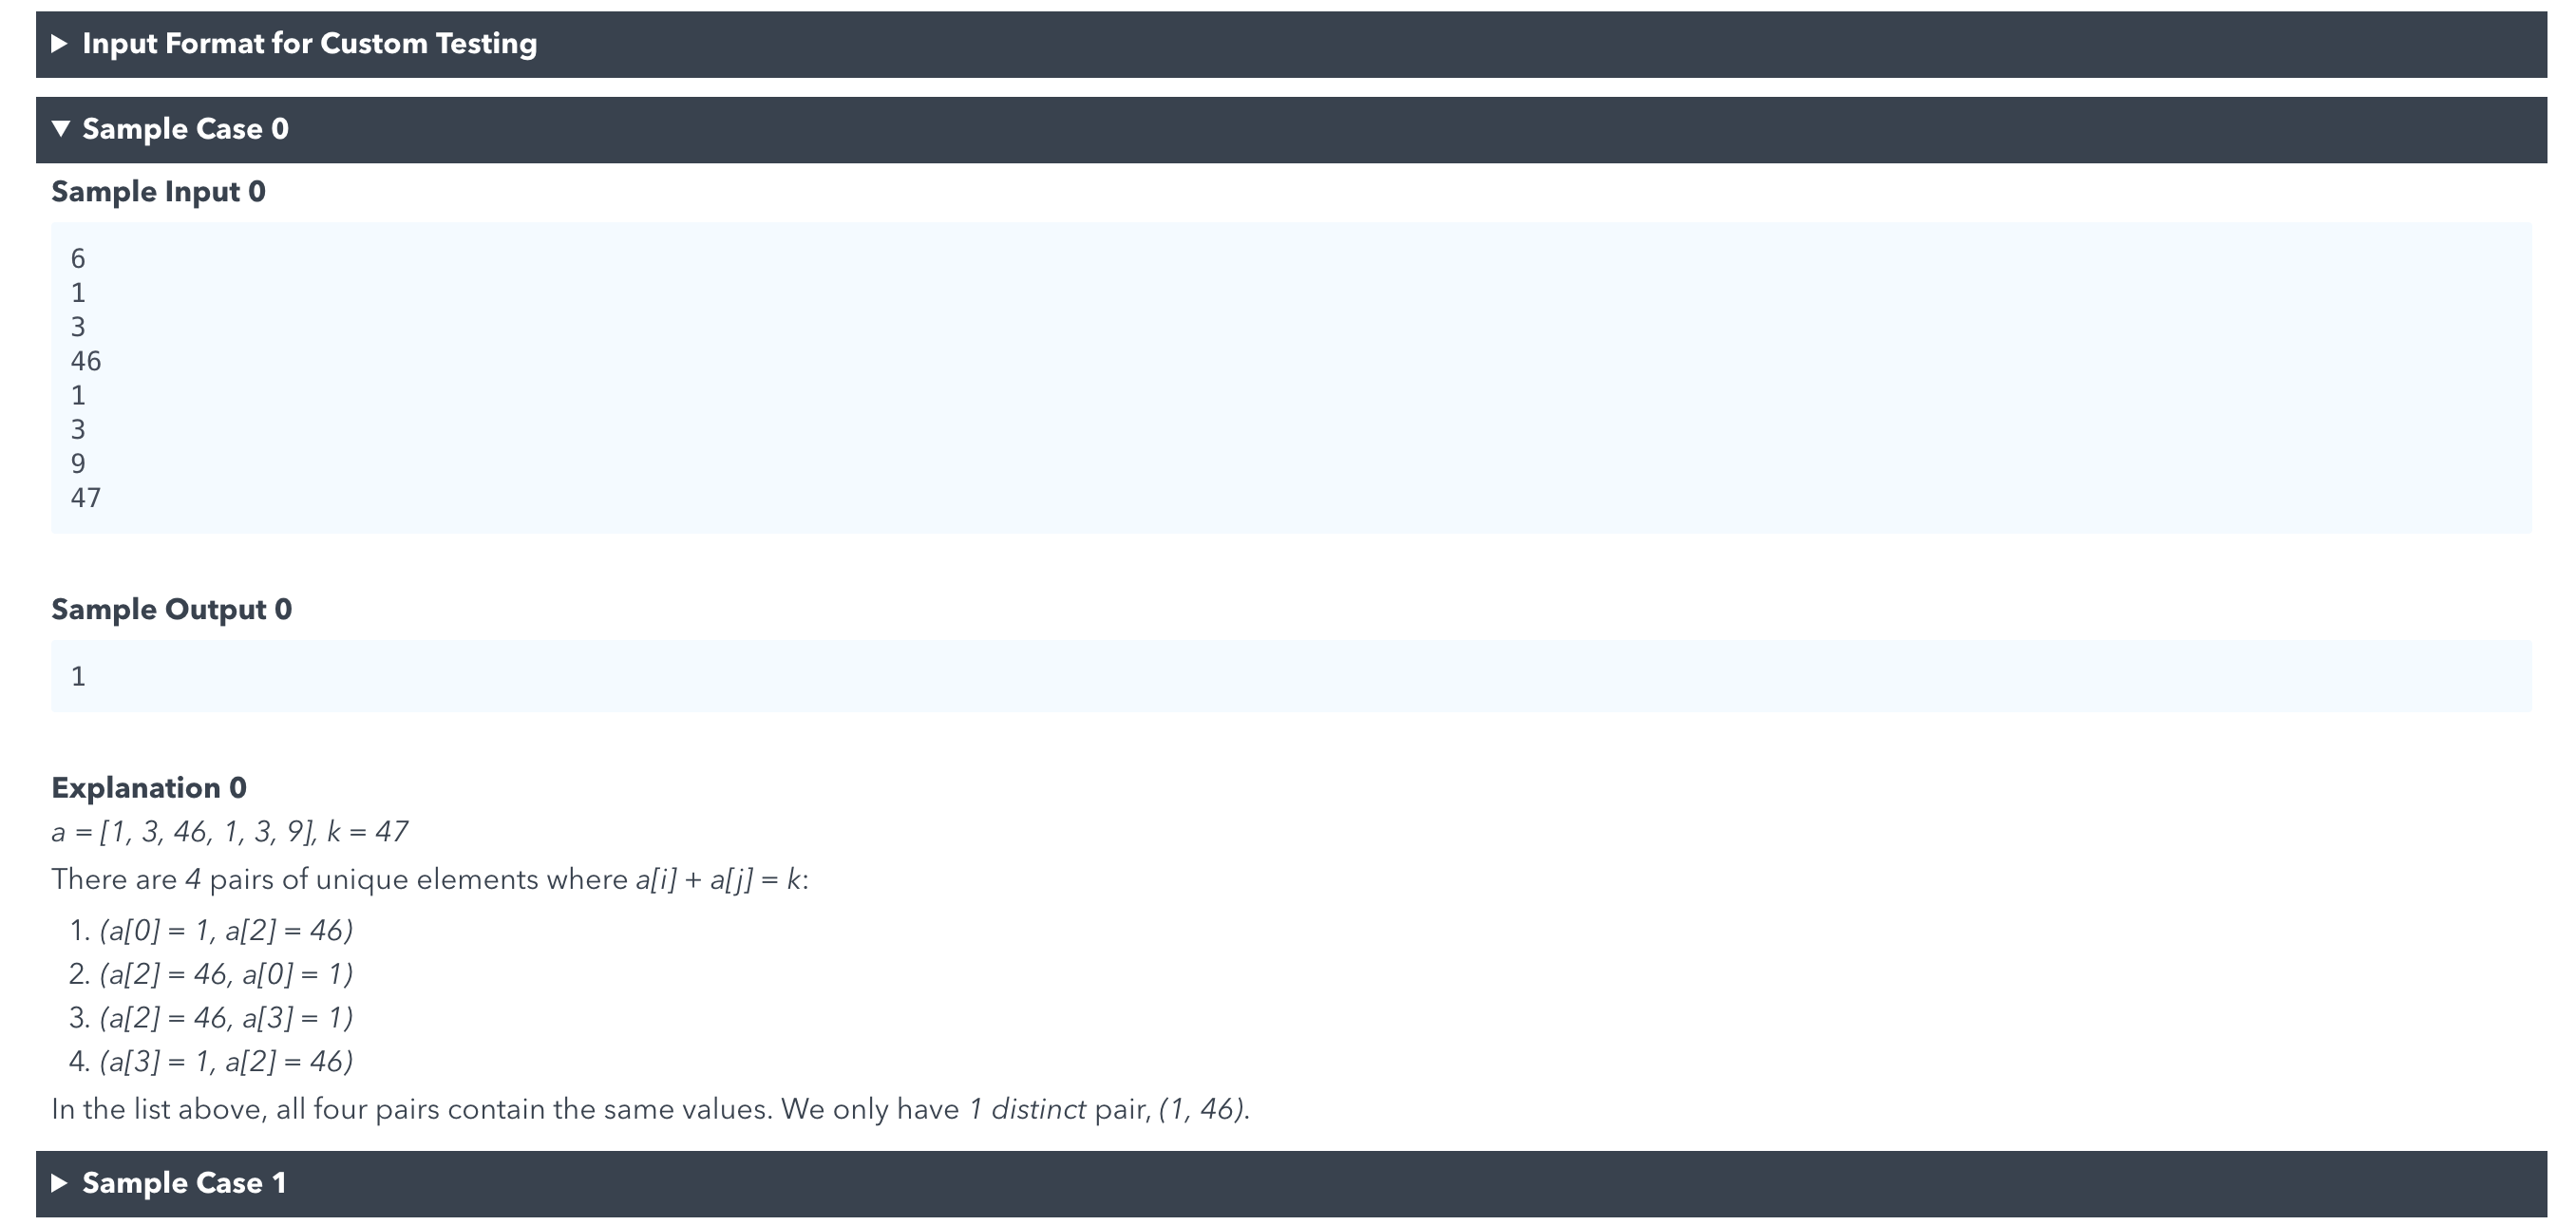 Input Format for Custom Testing
Sample Case 0
Sample Input 0
6
1
3
46
1
3
9
47
Sample Output 0
1
Explanation 0
a = [1, 3, 46, 1, 3, 9], k = 47
There are 4 pairs of unique elements where a[i] + a[j] = k:
1. (a[0] = 1, a[2] = 46)
2. (a[2] = 46, a[0] = 1)
3. (a[2] = 46, a[3] = 1)
4. (a[3] = 1, a[2] = 46)
In the list above, all four pairs contain the same values. We only have 1 distinct pair, (1, 46).
Sample Case 1